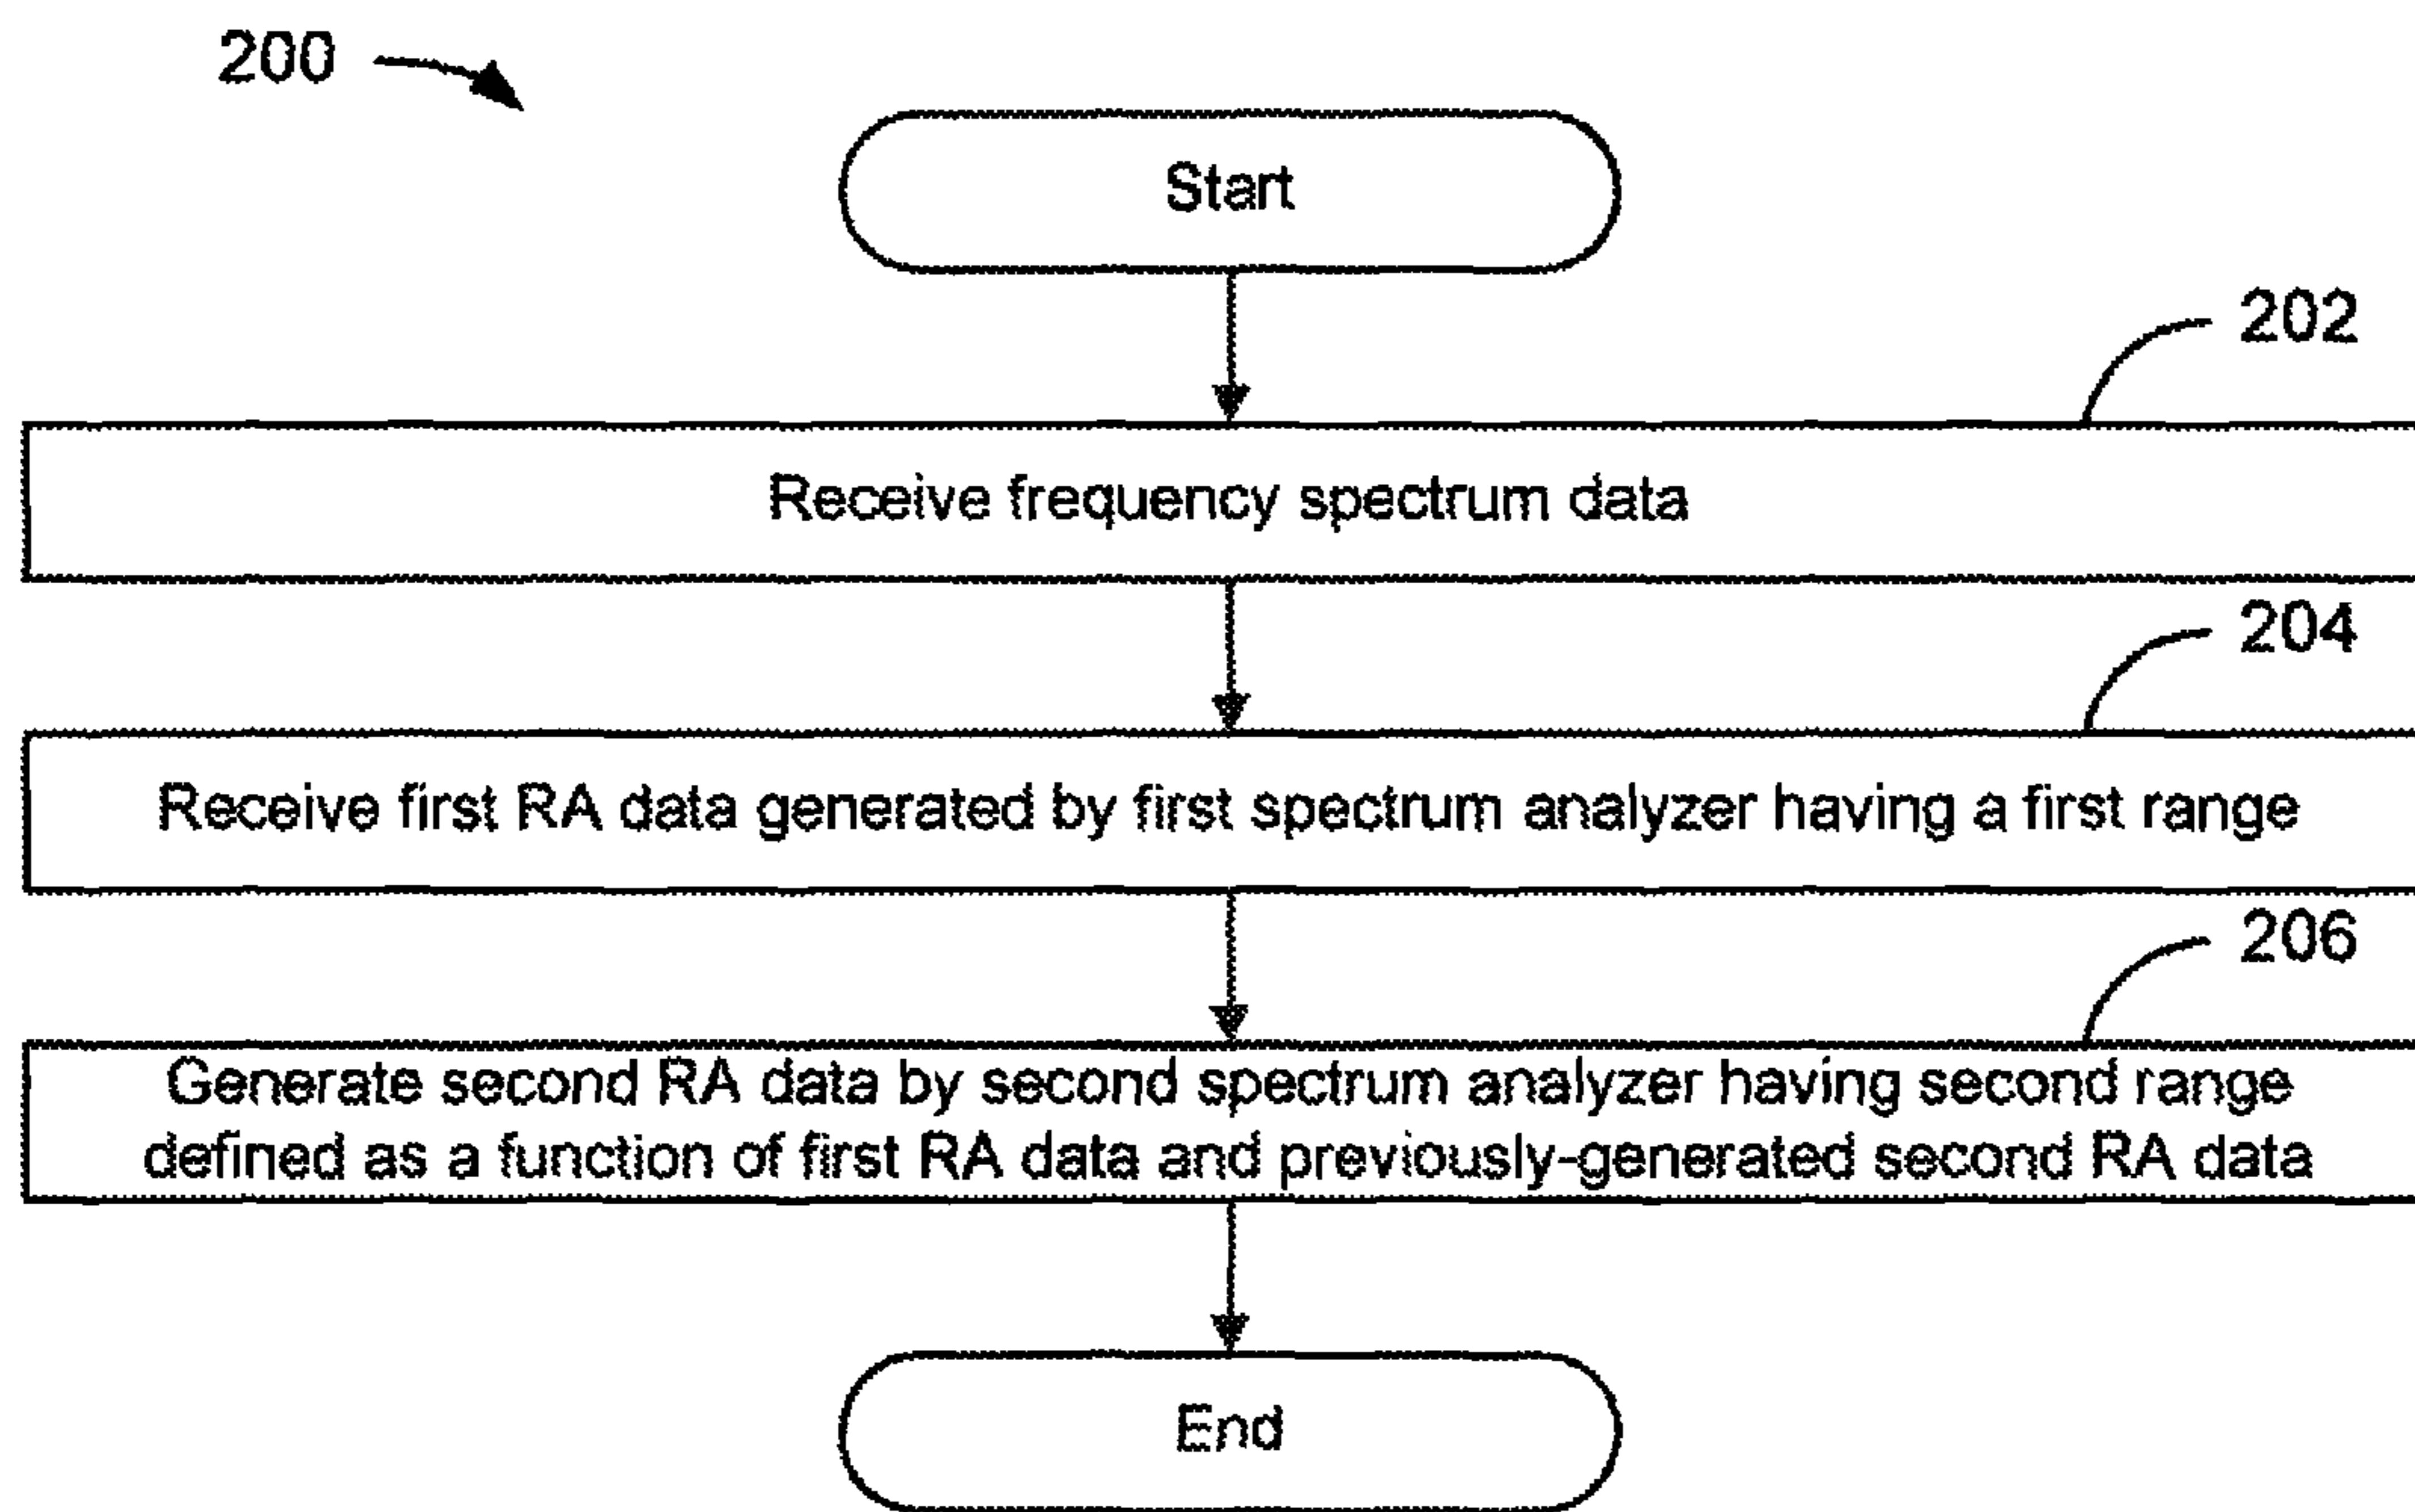 200
Start
202
Receive frequency spectrum data
204
Receive first RA data generated by first spectrum analyzer having a first range
206
Generate second RA data by second spectrum analyzer having second range
defined as a function of first RA data and previously-generated second RA data
End